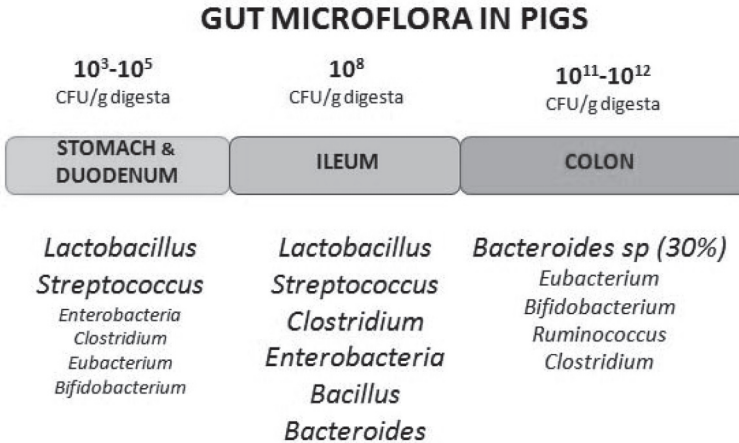 GUT MICROFLORA IN PIGS
10³-10⁵
CFU/g digesta
10⁸
CFU/g digesta
10¹¹-10¹²
CFU/g digesta
STOMACH &
DUODENUM
ILEUM
COLON
Lactobacillus
Streptococcus
Enterobacteria
Clostridium
Eubacterium
Bifidobacterium
Lactobacillus
Streptococcus
Clostridium
Enterobacteria
Bacillus
Bacteroides
Bacteroides sp (30%)
Eubacterium
Bifidobacterium
Ruminococcus
Clostridium